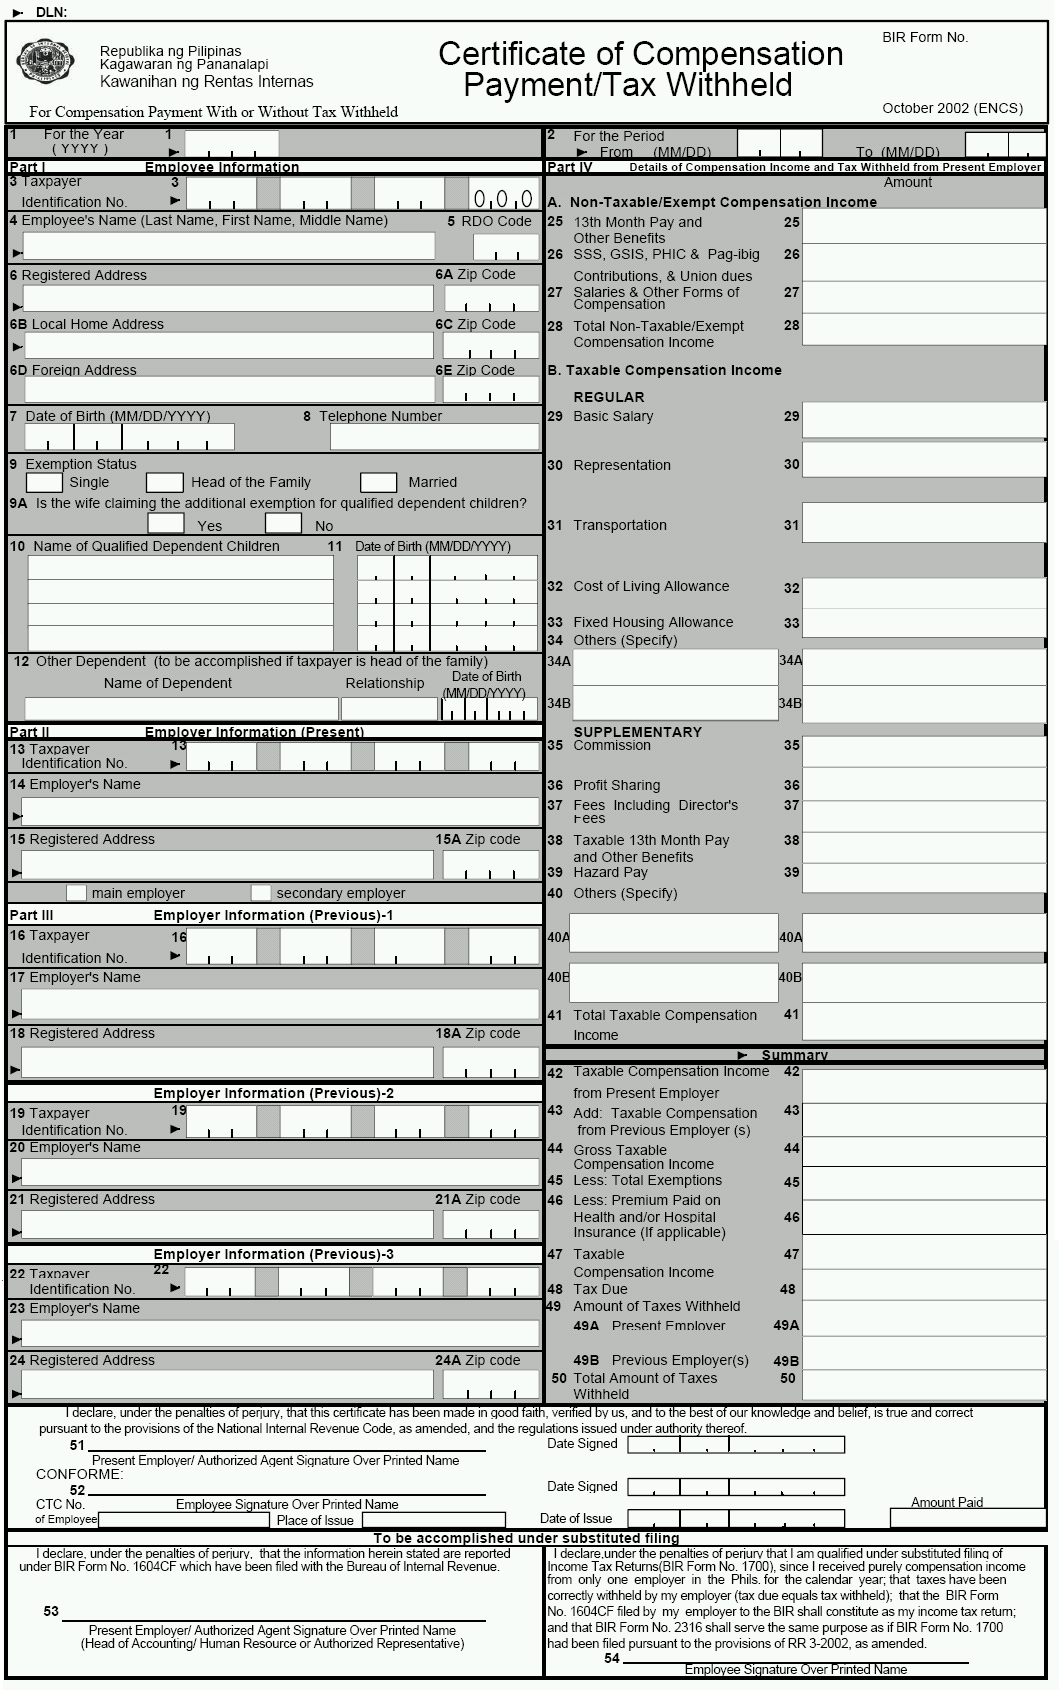 DLN:
Republika ng Pilipinas
Kagawaran ng Pananalapi
Kawanihan ng Rentas Internas
For Compensation Payment With or Without Tax Withheld
Certificate of Compensation
Payment/Tax Withheld
BIR Form No.
October 2002 (ENCS)
1 For the Year 1
( YYYY )
2 For the Period
From (MM/DD) To (MM/DD)
Part I Employee Information
3 Taxpayer 3
Identification No. 0 0 0
4 Employee's Name (Last Name, First Name, Middle Name) 5 RDO Code
6 Registered Address 6A Zip Code
6B Local Home Address 6C Zip Code
6D Foreign Address 6E Zip Code
7 Date of Birth (MM/DD/YYYY) 8 Telephone Number
9 Exemption Status
Single Head of the Family Married
9A Is the wife claiming the additional exemption for qualified dependent children?
Yes No
10 Name of Qualified Dependent Children 11 Date of Birth (MM/DD/YYYY)
12 Other Dependent (to be accomplished if taxpayer is head of the family)
Name of Dependent Relationship Date of Birth
(MM/DD/YYYY)
Part II Employer Information (Present)
13 Taxpayer 13
Identification No.
14 Employer's Name
15 Registered Address 15A Zip code
main employer secondary employer
Part III Employer Information (Previous)-1
16 Taxpayer 16
Identification No.
17 Employer's Name
18 Registered Address 18A Zip code
Employer Information (Previous)-2
19 Taxpayer 19
Identification No.
20 Employer's Name
21 Registered Address 21A Zip code
Employer Information (Previous)-3
22 Taxpayer 22
Identification No.
23 Employer's Name
24 Registered Address 24A Zip code
Part IV Details of Compensation Income and Tax Withheld from Present Employer
Amount
A. Non-Taxable/Exempt Compensation Income
25 13th Month Pay and 25
Other Benefits
26 SSS, GSIS, PHIC & Pag-ibig 26
Contributions, & Union dues
27 Salaries & Other Forms of 27
Compensation
28 Total Non-Taxable/Exempt 28
Compensation Income
B. Taxable Compensation Income
REGULAR
29 Basic Salary 29
30 Representation 30
31 Transportation 31
32 Cost of Living Allowance 32
33 Fixed Housing Allowance 33
34 Others (Specify)
34A 34A
34B 34B
SUPPLEMENTARY
35 Commission 35
36 Profit Sharing 36
37 Fees Including Director's 37
Fees
38 Taxable 13th Month Pay 38
and Other Benefits
39 Hazard Pay 39
40 Others (Specify)
40A 40A
40B 40B
41 Total Taxable Compensation 41
Income
Summary
42 Taxable Compensation Income 42
from Present Employer
43 Add: Taxable Compensation 43
from Previous Employer (s)
44 Gross Taxable 44
Compensation Income
45 Less: Total Exemptions 45
46 Less: Premium Paid on
Health and/or Hospital 46
Insurance (If applicable)
47 Taxable 47
Compensation Income
48 Tax Due 48
49 Amount of Taxes Withheld
49A Present Employer 49A
49B Previous Employer(s) 49B
50 Total Amount of Taxes 50
Withheld
I declare, under the penalties of perjury, that this certificate has been made in good faith, verified by us, and to the best of our knowledge and belief, is true and correct
pursuant to the provisions of the National Internal Revenue Code, as amended, and the regulations issued under authority thereof.
51 Date Signed
Present Employer/ Authorized Agent Signature Over Printed Name
CONFORME:
52 Date Signed
CTC No. Employee Signature Over Printed Name Amount Paid
of Employee Place of Issue Date of Issue
To be accomplished under substituted filing
I declare, under the penalties of perjury, that the information herein stated are reported
under BIR Form No. 1604CF which have been filed with the Bureau of Internal Revenue.
53
Present Employer/ Authorized Agent Signature Over Printed Name
(Head of Accounting/ Human Resource or Authorized Representative)
I declare,under the penalties of perjury that I am qualified under substituted filing of
Income Tax Returns(BIR Form No. 1700), since I received purely compensation income
from only one employer in the Phils. for the calendar year; that taxes have been
correctly withheld by my employer (tax due equals tax withheld); that the BIR Form
No. 1604CF filed by my employer to the BIR shall constitute as my income tax return;
and that BIR Form No. 2316 shall serve the same purpose as if BIR Form No. 1700
had been filed pursuant to the provisions of RR 3-2002, as amended.
54
Employee Signature Over Printed Name